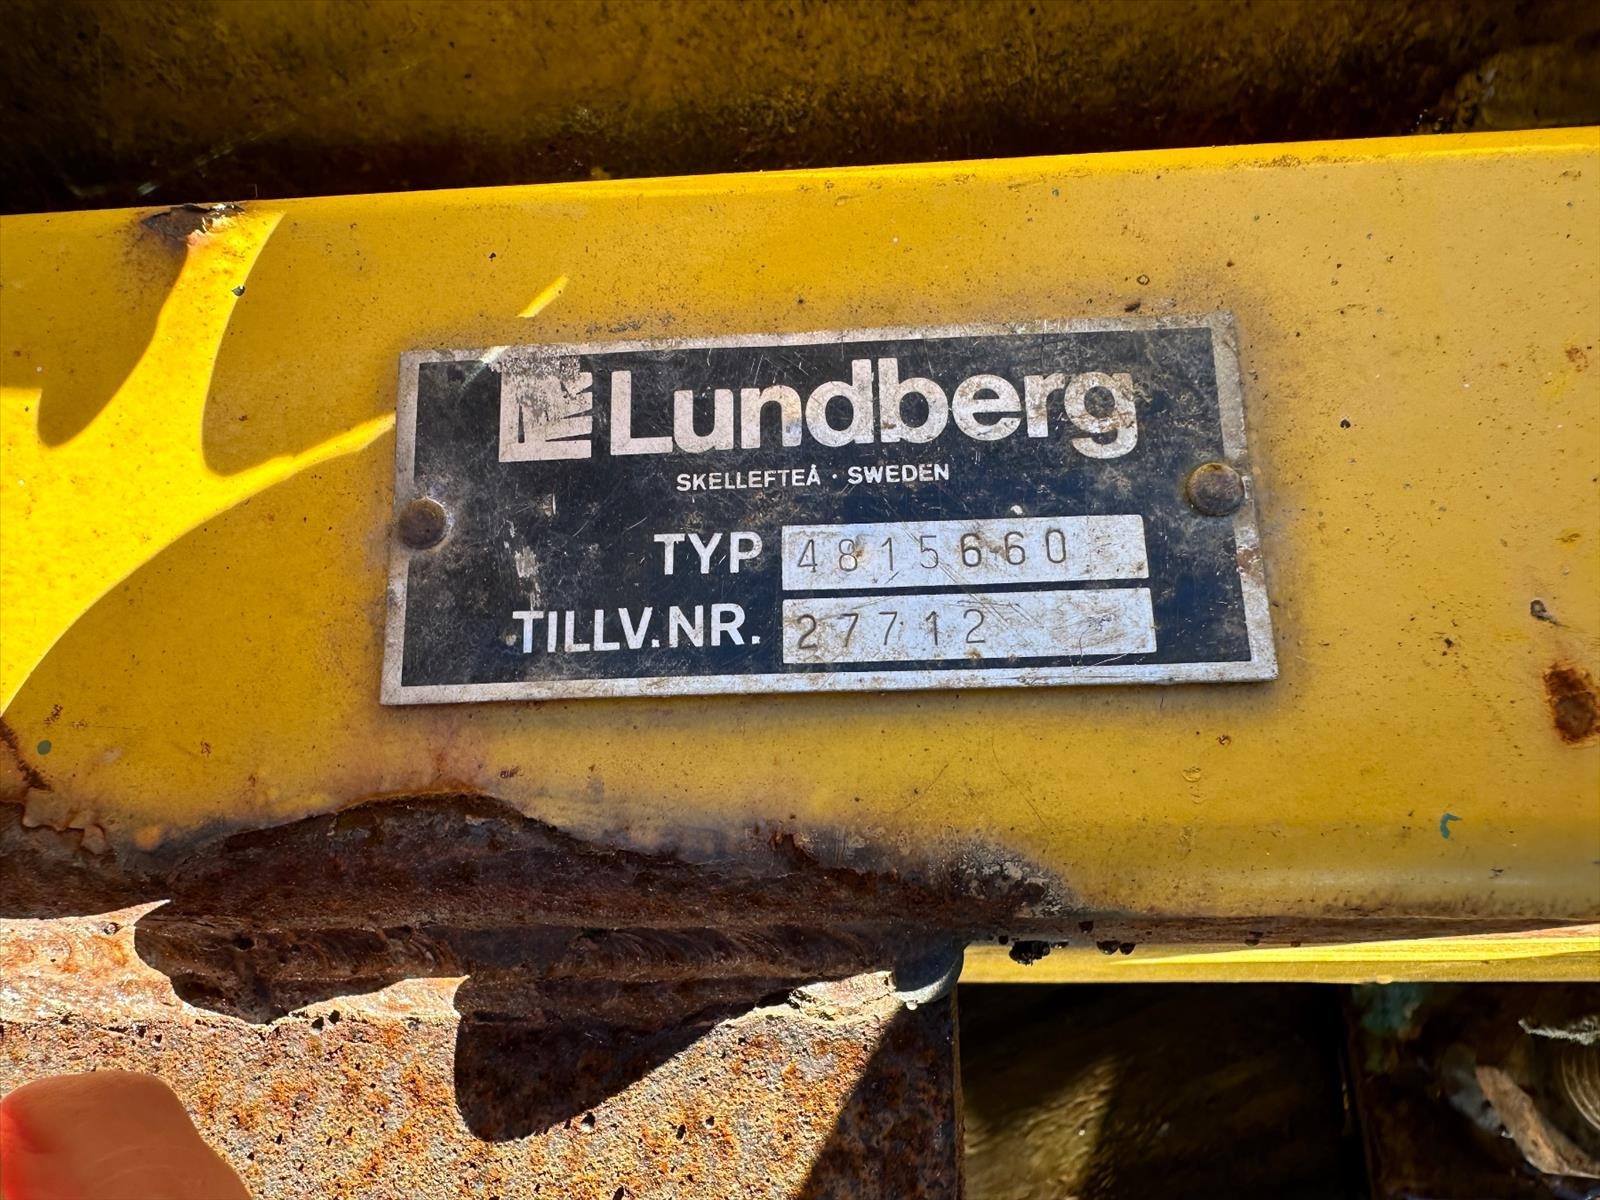 Lundberg
SKELLEFTEÅ · SWEDEN
TYP 4815660
TILLV.NR. 27712